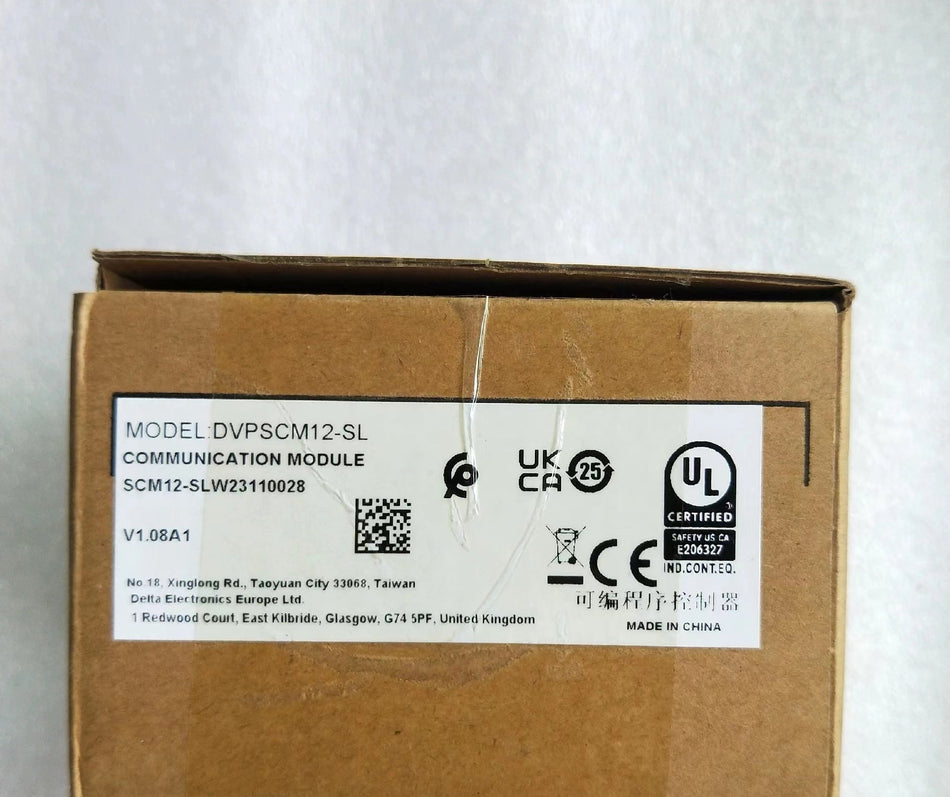 MODEL:DVPSCM12-SL
COMMUNICATION MODULE
SCM12-SLW23110028
V1.08A1
No.18, Xinglong Rd., Taoyuan City 33068, Taiwan
Delta Electronics Europe Ltd.
1 Redwood Court, East Kilbride, Glasgow, G74 5PF, United Kingdom
UK
CA
25
CE
UL
CERTIFIED
SAFETY US CA
E206327
IND.CONT.EQ.
可编程序控制器
MADE IN CHINA